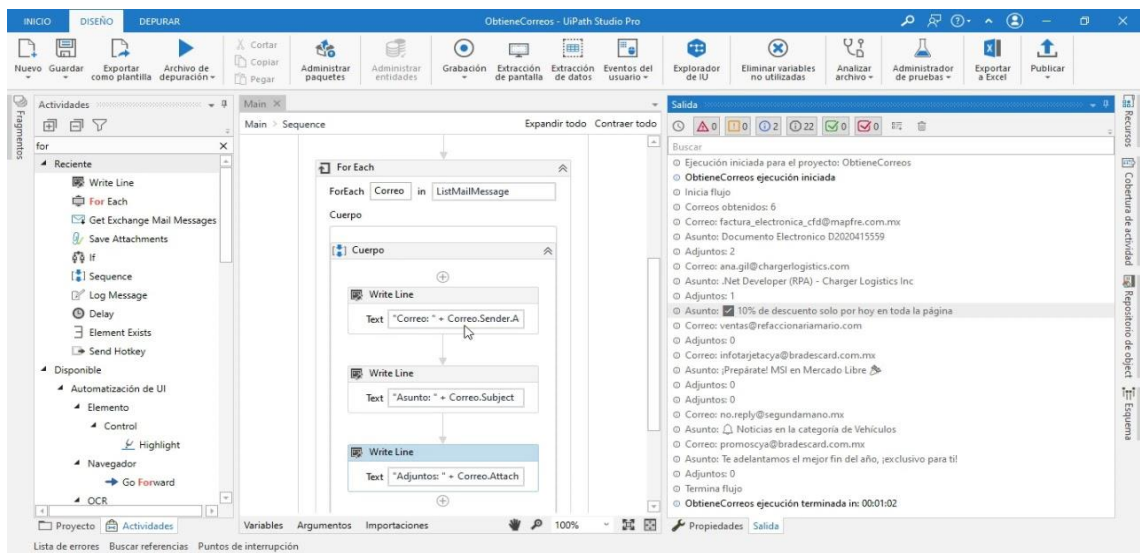 INICIO DISEÑO DEPURAR ObtieneCorreos - UiPath Studio Pro
Nuevo Guardar Exportar como plantilla Archivo de depuración
Cortar
Copiar
Pegar
Administrar paquetes Administrar entidades Grabación Extracción de pantalla Extracción de datos Eventos del usuario Explorador de IU Eliminar variables no utilizadas Analizar archivo Administrador de pruebas Exportar a Excel Publicar
Fragmentos
Actividades
for
Reciente
Write Line
For Each
Get Exchange Mail Messages
Save Attachments
If
Sequence
Log Message
Delay
Element Exists
Send Hotkey
Disponible
Automatización de UI
Elemento
Control
Highlight
Navegador
Go Forward
OCR
Proyecto Actividades
Main
Main > Sequence Expandir todo Contraer todo
For Each
ForEach Correo in ListMailMessage
Cuerpo
Cuerpo
Write Line
Text "Correo: " + Correo.Sender.A
Write Line
Text "Asunto: " + Correo.Subject
Write Line
Text "Adjuntos: " + Correo.Attach
Variables Argumentos Importaciones 100%
Salida
0 0 2 22 0 0
Buscar
Ejecución iniciada para el proyecto: ObtieneCorreos
ObtieneCorreos ejecución iniciada
Inicia flujo
Correos obtenidos: 6
Correo: factura_electronica_cfd@mapfre.com.mx
Asunto: Documento Electronico D2020415559
Adjuntos: 2
Correo: ana.gil@chargerlogistics.com
Asunto: .Net Developer (RPA) - Charger Logistics Inc
Adjuntos: 1
Asunto: ✅ 10% de descuento solo por hoy en toda la página
Correo: ventas@refaccionariamario.com
Adjuntos: 0
Correo: infotarjetacya@bradescard.com.mx
Asunto: ¡Prepárate! MSI en Mercado Libre 🎉
Adjuntos: 0
Adjuntos: 0
Correo: no.reply@segundamano.mx
Asunto: 🔔 Noticias en la categoría de Vehículos
Correo: promoscya@bradescard.com.mx
Asunto: Te adelantamos el mejor fin del año, ¡exclusivo para ti!
Adjuntos: 0
Termina flujo
ObtieneCorreos ejecución terminada in: 00:01:02
Propiedades Salida
Recursos
Cobertura de actividad
Repositorio de object
Esquema
Lista de errores Buscar referencias Puntos de interrupción